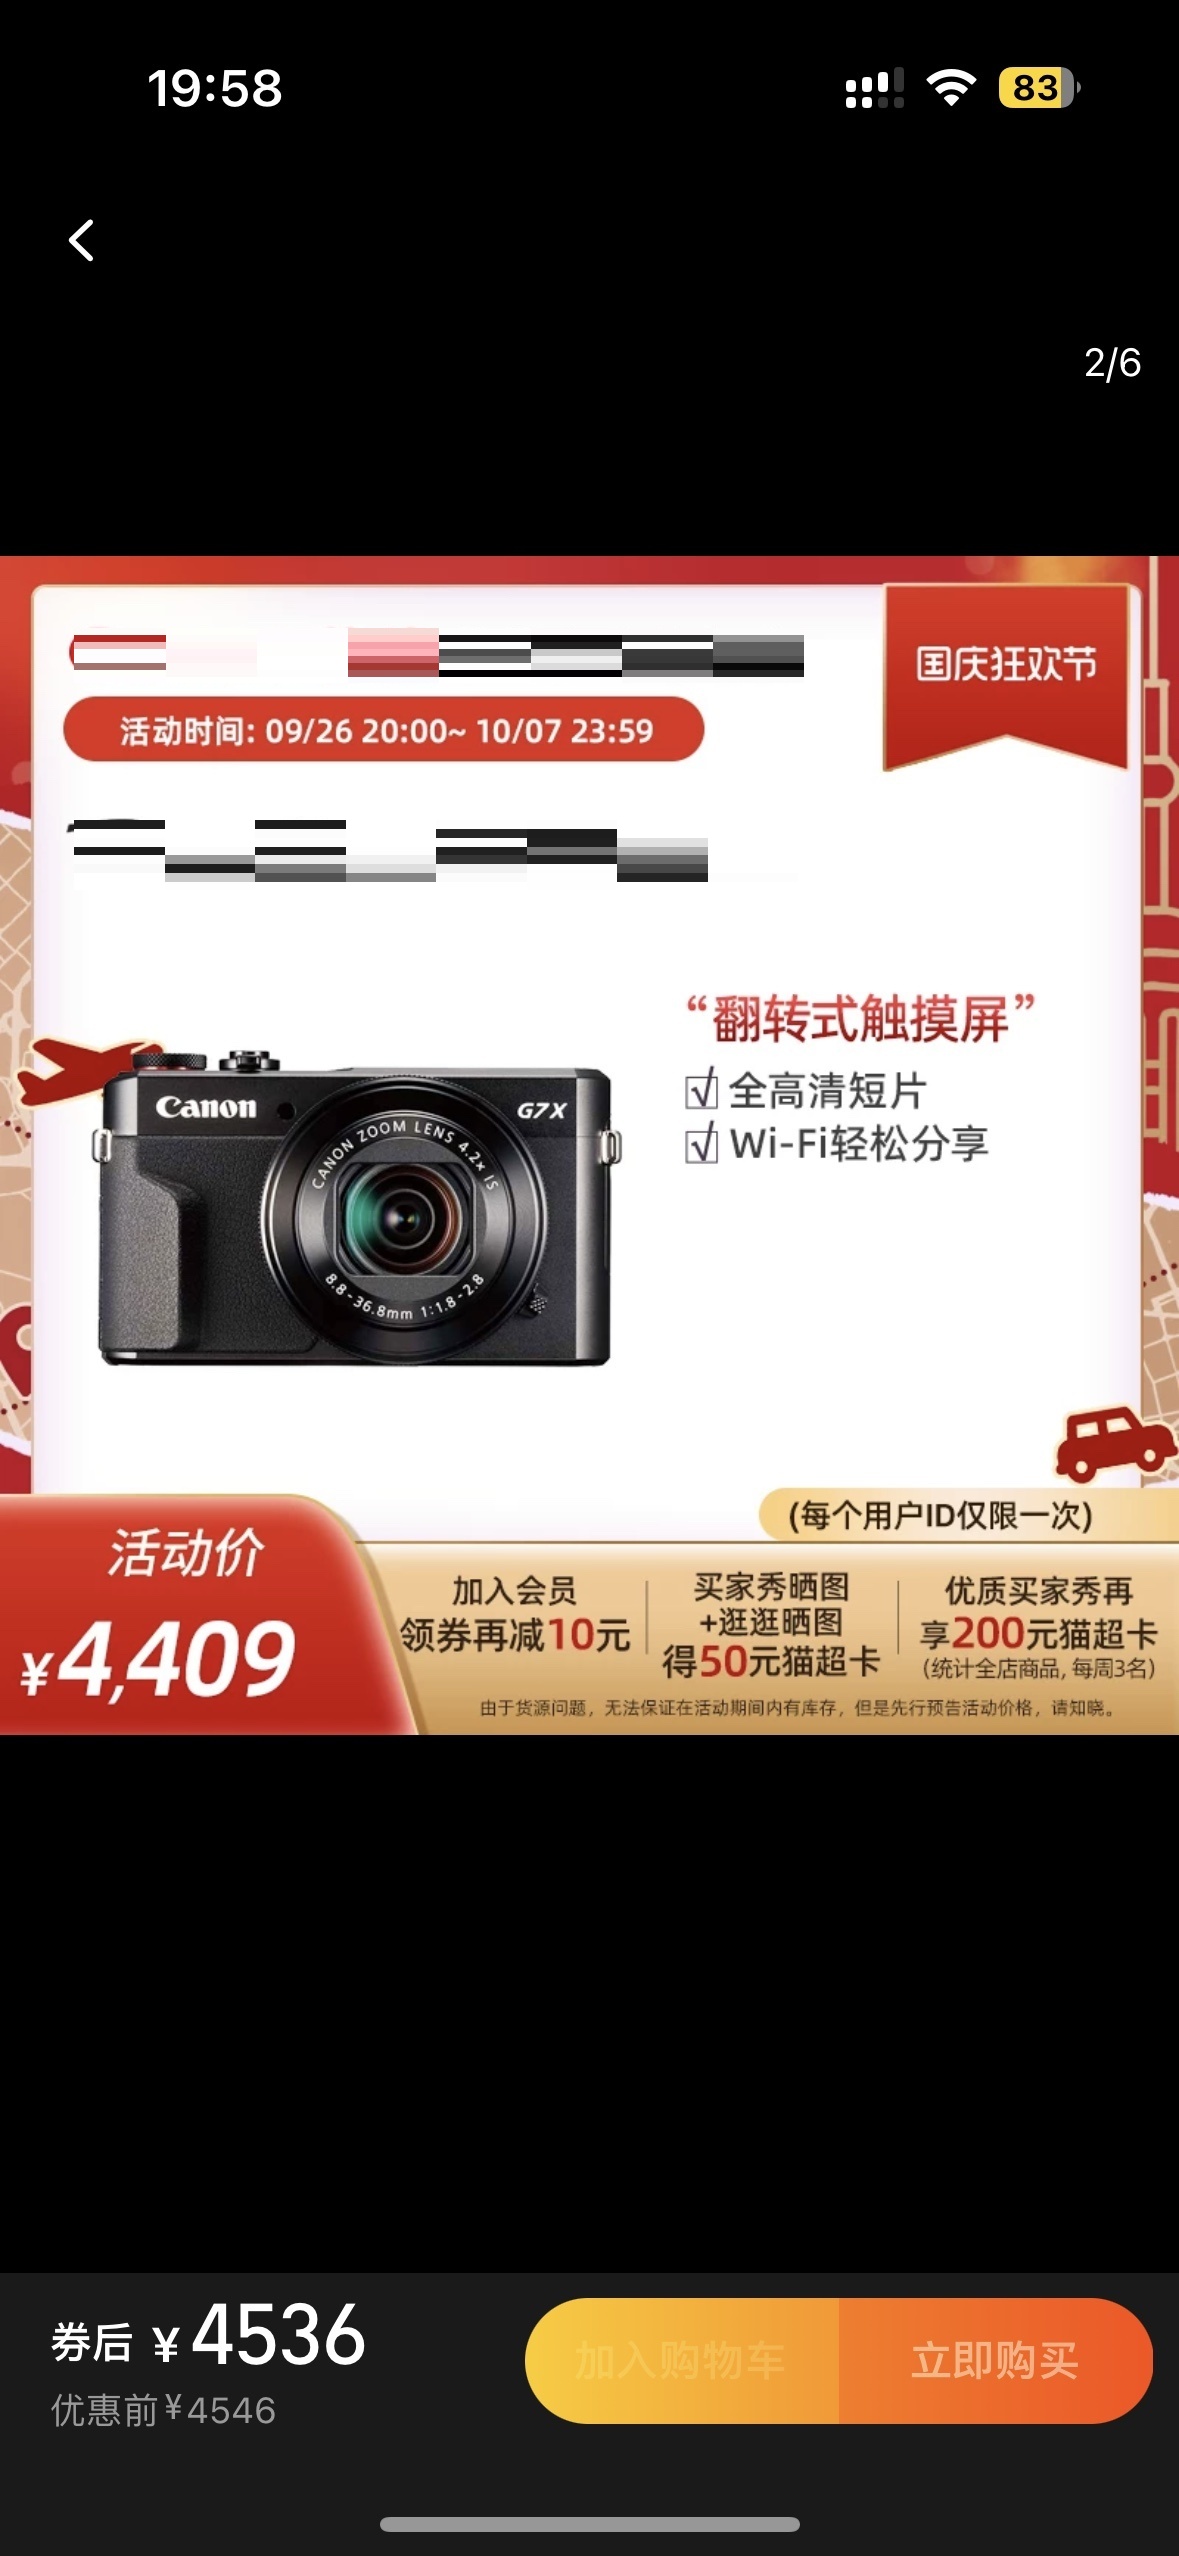 19:58
83
2/6
国庆狂欢节
活动时间: 09/26 20:00~ 10/07 23:59
“翻转式触摸屏”
全高清短片
Wi-Fi轻松分享
Canon
G7X
CANON ZOOM LENS 4.2× IS
8.8-36.8mm 1:1.8-2.8
(每个用户ID仅限一次)
活动价
¥4,409
加入会员
领券再减10元
买家秀晒图
+逛逛晒图
得50元猫超卡
优质买家秀再
享200元猫超卡
(统计全店商品, 每周3名)
由于货源问题，无法保证在活动期间内有库存，但是先行预告活动价格，请知晓。
券后 ¥4536
优惠前¥4546
加入购物车
立即购买